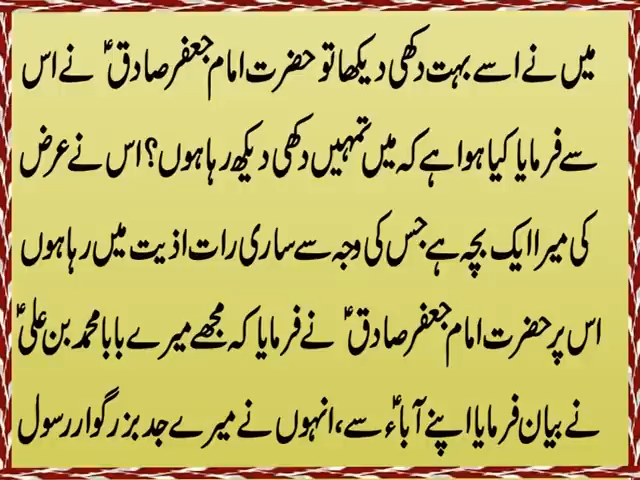 میں نے اسے بہت دکھی دیکھا تو حضرت امام جعفر صادقؑ نے اس
سے فرمایا کیا ہوا ہے کہ میں تمہیں دکھی دیکھ رہا ہوں؟ اس نے عرض
کی میرا ایک بچہ ہے جس کی وجہ سے ساری رات اذیت میں رہا ہوں
اس پر حضرت امام جعفر صادقؑ نے فرمایا کہ مجھے میرے بابا محمد بن علیؑ
نے بیان فرمایا اپنے آباءؑ سے، انہوں نے میرے جد بزرگوار رسول